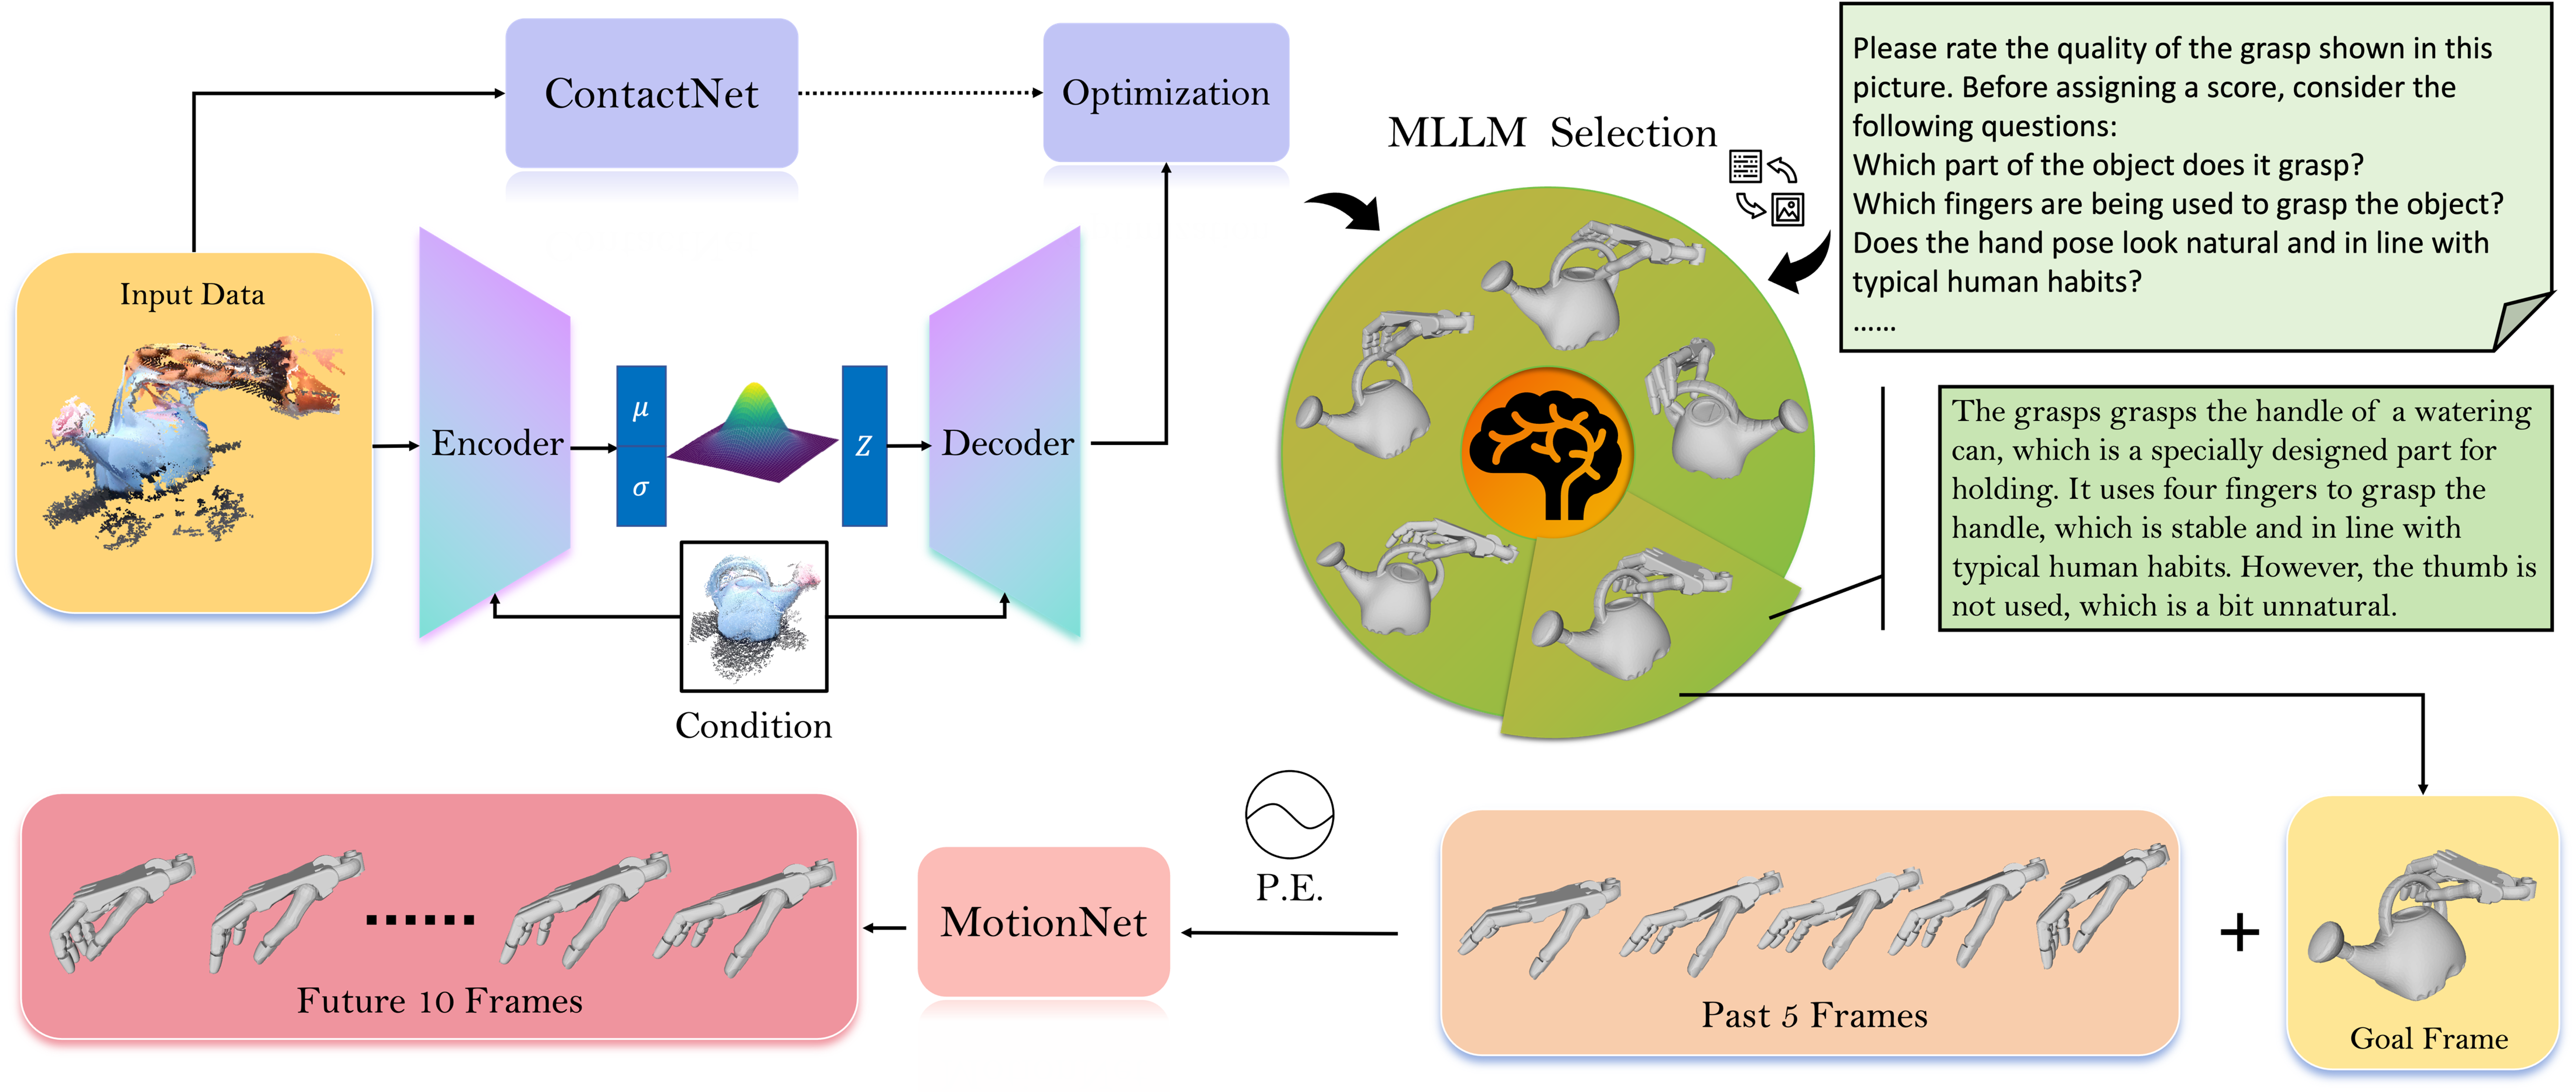 ContactNet
Optimization
MLLM Selection
Please rate the quality of the grasp shown in this
picture. Before assigning a score, consider the
following questions:
Which part of the object does it grasp?
Which fingers are being used to grasp the object?
Does the hand pose look natural and in line with
typical human habits?
......
Input Data
Encoder
μ
σ
Z
Decoder
Condition
The grasps grasps the handle of a watering
can, which is a specially designed part for
holding. It uses four fingers to grasp the
handle, which is stable and in line with
typical human habits. However, the thumb is
not used, which is a bit unnatural.
......
Future 10 Frames
MotionNet
P.E.
Past 5 Frames
+
Goal Frame